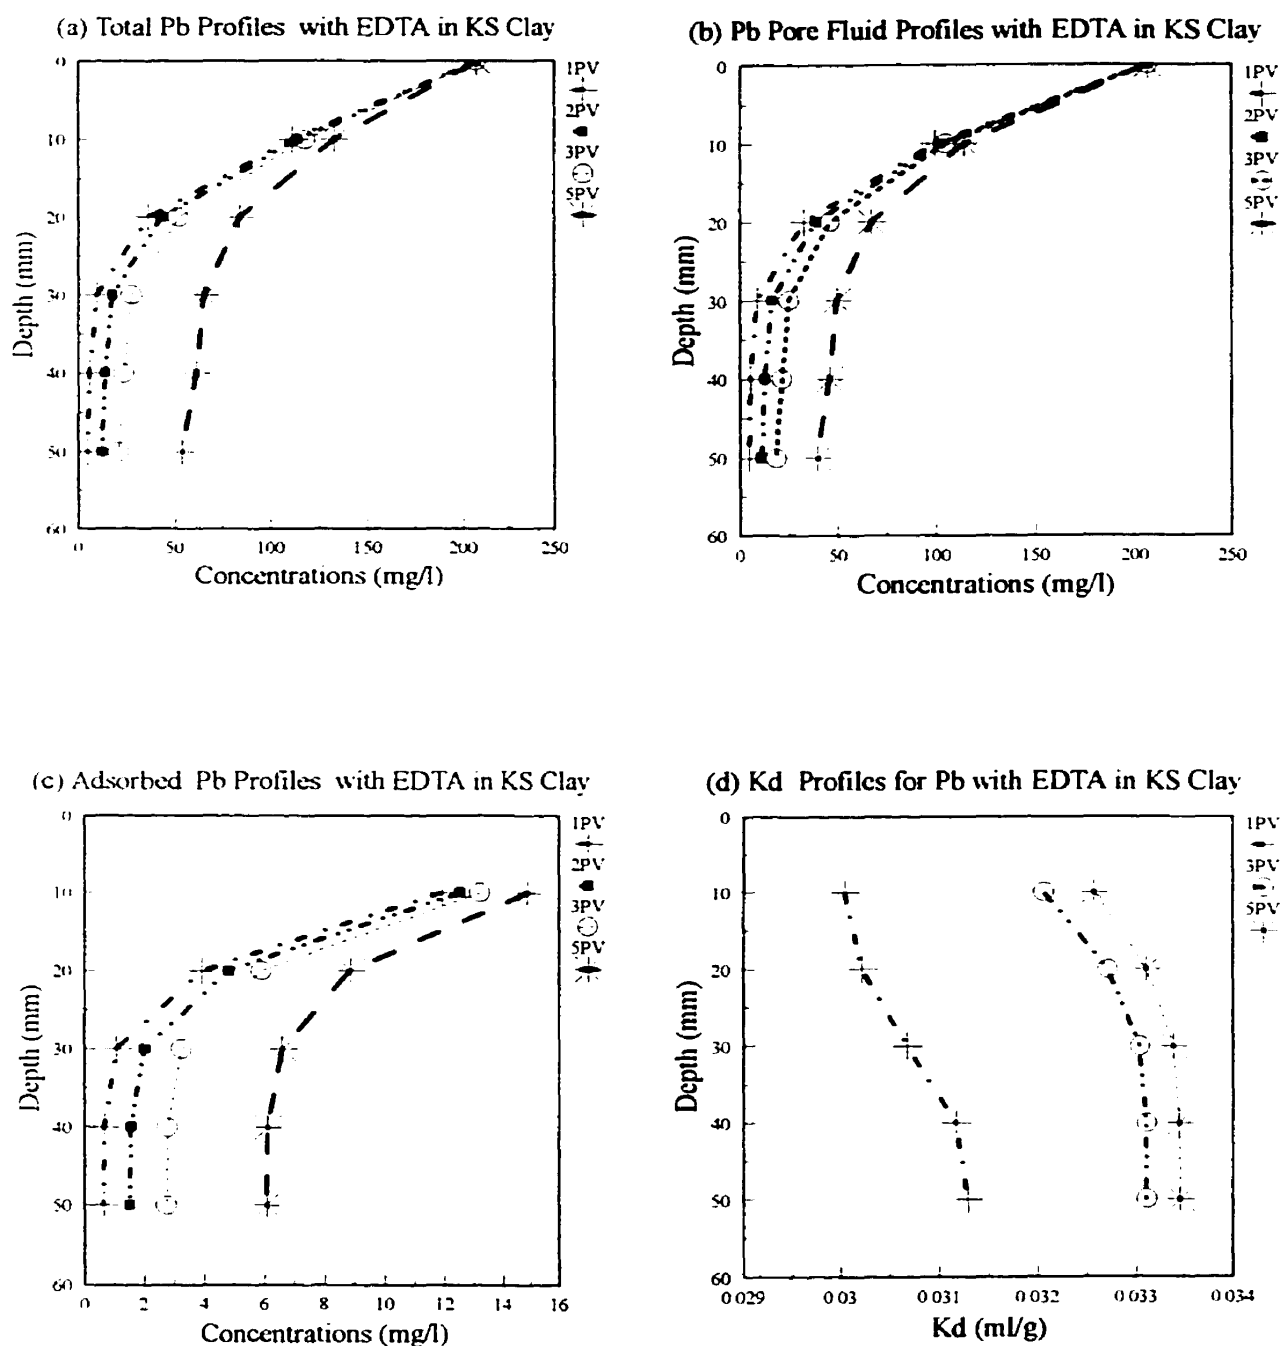 (a) Total Pb Profiles with EDTA in KS Clay
0
10
20
30
40
50
60
Depth (mm)
0 50 100 150 200 250
Concentrations (mg/l)
1PV
2PV
3PV
5PV
(b) Pb Pore Fluid Profiles with EDTA in KS Clay
0
10
20
30
40
50
60
Depth (mm)
0 50 100 150 200 250
Concentrations (mg/l)
1PV
2PV
3PV
5PV
(c) Adsorbed Pb Profiles with EDTA in KS Clay
0
10
20
30
40
50
60
Depth (mm)
0 2 4 6 8 10 12 14 16
Concentrations (mg/l)
1PV
2PV
3PV
5PV
(d) Kd Profiles for Pb with EDTA in KS Clay
0
10
20
30
40
50
60
Depth (mm)
0.029 0.03 0.031 0.032 0.033 0.034
Kd (ml/g)
1PV
3PV
5PV